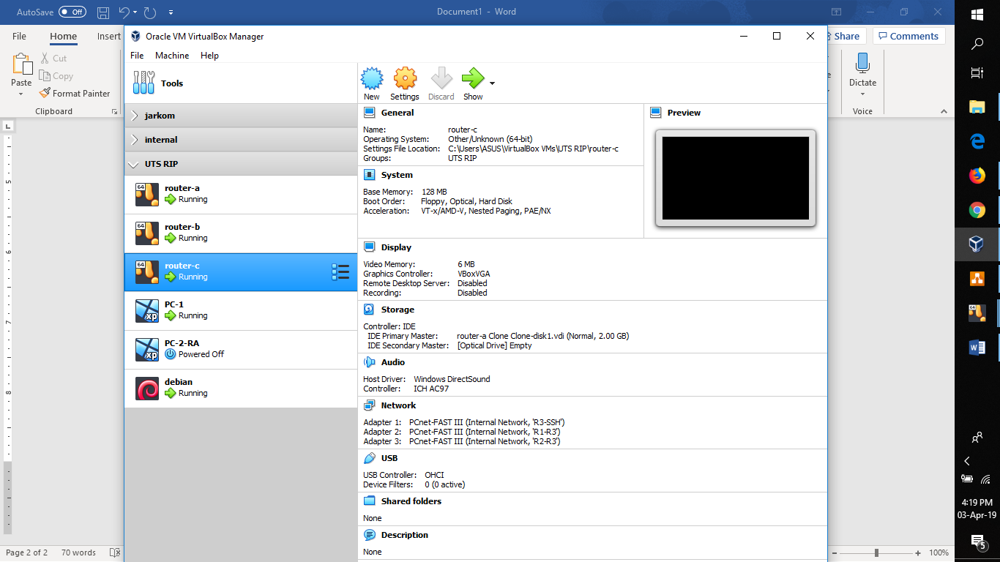 AutoSave Off Document1 - Word
File Home Insert Share Comments
Cut
Copy
Paste Format Painter
Clipboard
Dictate
Voice
Oracle VM VirtualBox Manager
File Machine Help
Tools
New Settings Discard Show
jarkom
internal
UTS RIP
64
router-a
Running
64
router-b
Running
64
router-c
Running
xp
PC-1
Running
xp
PC-2-RA
Powered Off
debian
Running
General
Name: router-c
Operating System: Other/Unknown (64-bit)
Settings File Location: C:\Users\ASUS\VirtualBox VMs\UTS RIP\router-c
Groups: UTS RIP
Preview
System
Base Memory: 128 MB
Boot Order: Floppy, Optical, Hard Disk
Acceleration: VT-x/AMD-V, Nested Paging, PAE/NX
Display
Video Memory: 6 MB
Graphics Controller: VBoxVGA
Remote Desktop Server: Disabled
Recording: Disabled
Storage
Controller: IDE
IDE Primary Master: router-a Clone Clone-disk1.vdi (Normal, 2.00 GB)
IDE Secondary Master: [Optical Drive] Empty
Audio
Host Driver: Windows DirectSound
Controller: ICH AC97
Network
Adapter 1: PCnet-FAST III (Internal Network, 'R3-SSH')
Adapter 2: PCnet-FAST III (Internal Network, 'R1-R3')
Adapter 3: PCnet-FAST III (Internal Network, 'R2-R3')
USB
USB Controller: OHCI
Device Filters: 0 (0 active)
Shared folders
None
Description
None
5
7
8
Page 2 of 2 70 words
100%
4:19 PM
03-Apr-19
5